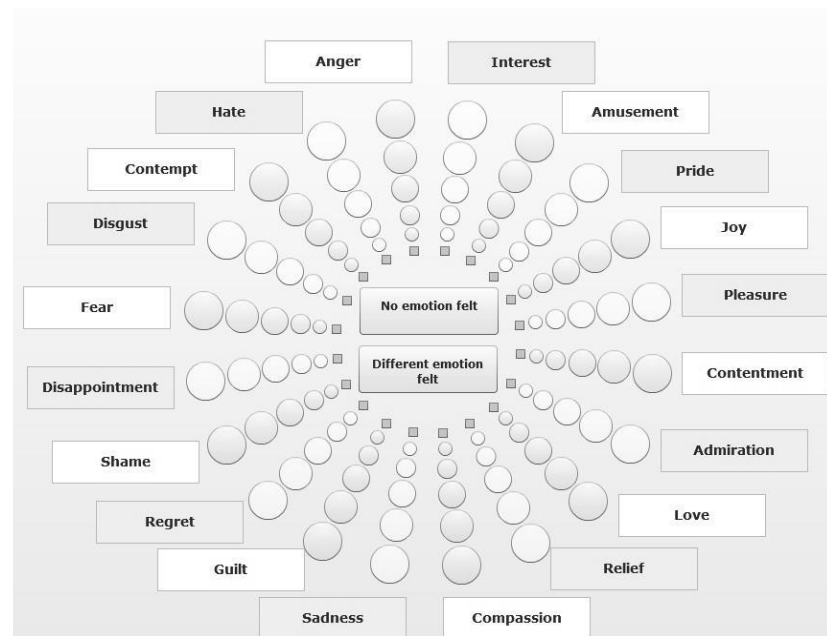 Anger
Interest
Hate
Amusement
Contempt
Pride
Disgust
Joy
Fear
No emotion felt
Pleasure
Different emotion
felt
Disappointment
Contentment
Shame
Admiration
Regret
Love
Guilt
Relief
Sadness
Compassion